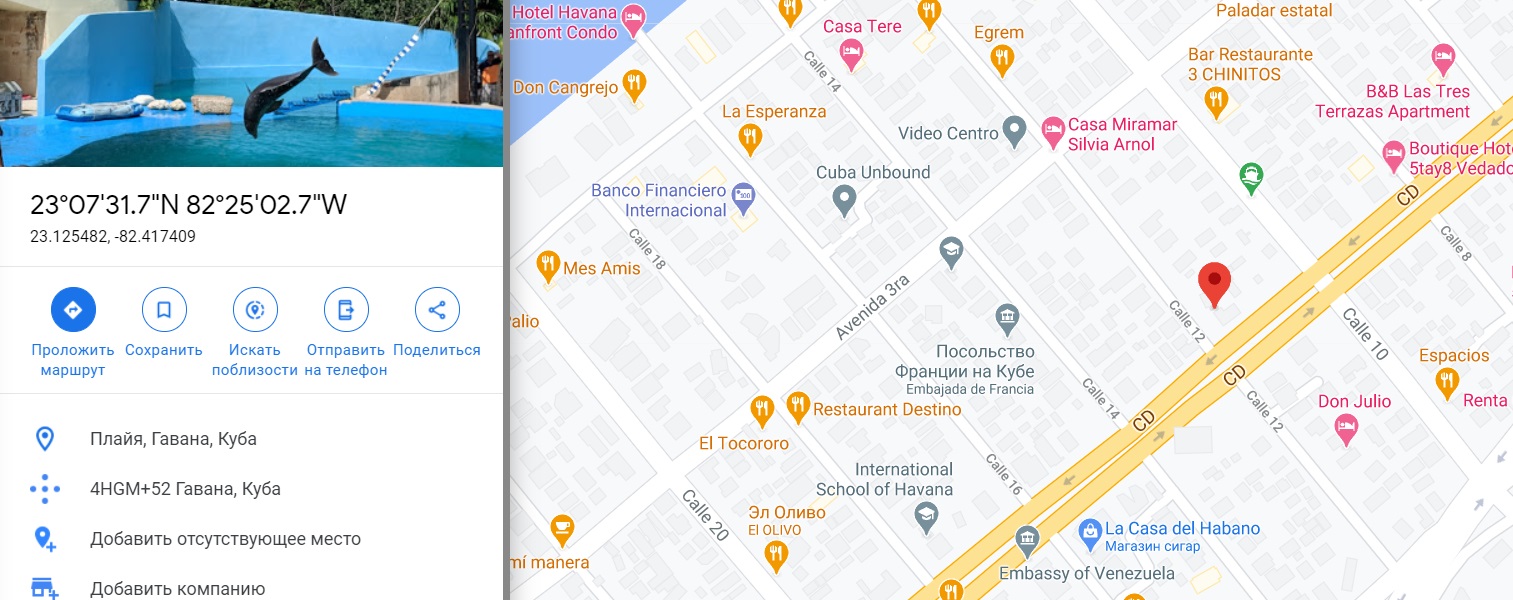 23°07'31.7"N 82°25'02.7"W
23.125482, -82.417409
Проложить
маршрут
Сохранить
Искать
поблизости
Отправить
на телефон
Поделиться
Плайя, Гавана, Куба
4HGM+52 Гавана, Куба
Добавить отсутствующее место
Добавить компанию
Hotel Havana
anfront Condo
Casa Tere
Egrem
Paladar estatal
Bar Restaurante
3 CHINITOS
Calle 14
Don Cangrejo
La Esperanza
Video Centro
Casa Miramar
Silvia Arnol
B&B Las Tres
Terrazas Apartment
Boutique Hot
5tay8 Vedado
Cuba Unbound
Banco Financiero
Internacional
CD
Calle 18
Calle 8
Mes Amis
Avenida 3ra
alio
Calle 12
Calle 10
Посольство
Франции на Кубе
Embajada de Francia
Espacios
CD
Calle 14
Calle 12
Don Julio
Renta
Restaurant Destino
CD
El Tocororo
International
School of Havana
Calle 16
Calle 20
Эл Оливо
El OLIVO
La Casa del Habano
Магазин сигар
mí manera
Embassy of Venezuela